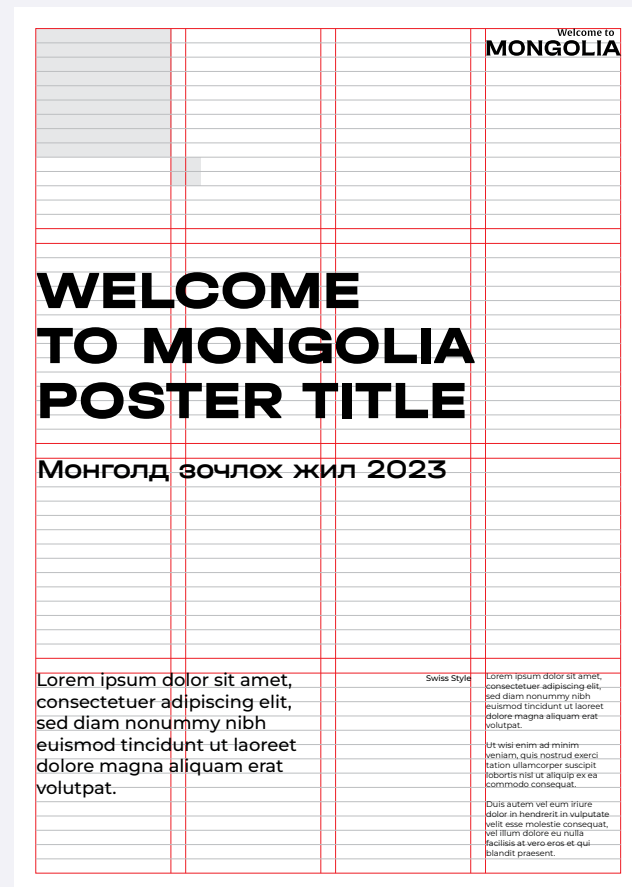 Welcome to
MONGOLIA
WELCOME
TO MONGOLIA
POSTER TITLE
Монголд зочлох жил 2023
Lorem ipsum dolor sit amet,
consectetuer adipiscing elit,
sed diam nonummy nibh
euismod tincidunt ut laoreet
dolore magna aliquam erat
volutpat.
Swiss Style
Lorem ipsum dolor sit amet,
consectetuer adipiscing elit,
sed diam nonummy nibh
euismod tincidunt ut laoreet
dolore magna aliquam erat
volutpat.
Ut wisi enim ad minim
veniam, quis nostrud exerci
tation ullamcorper suscipit
lobortis nisl ut aliquip ex ea
commodo consequat.
Duis autem vel eum iriure
dolor in hendrerit in vulputate
velit esse molestie consequat,
vel illum dolore eu nulla
facilisis at vero eros et qui
blandit praesent.